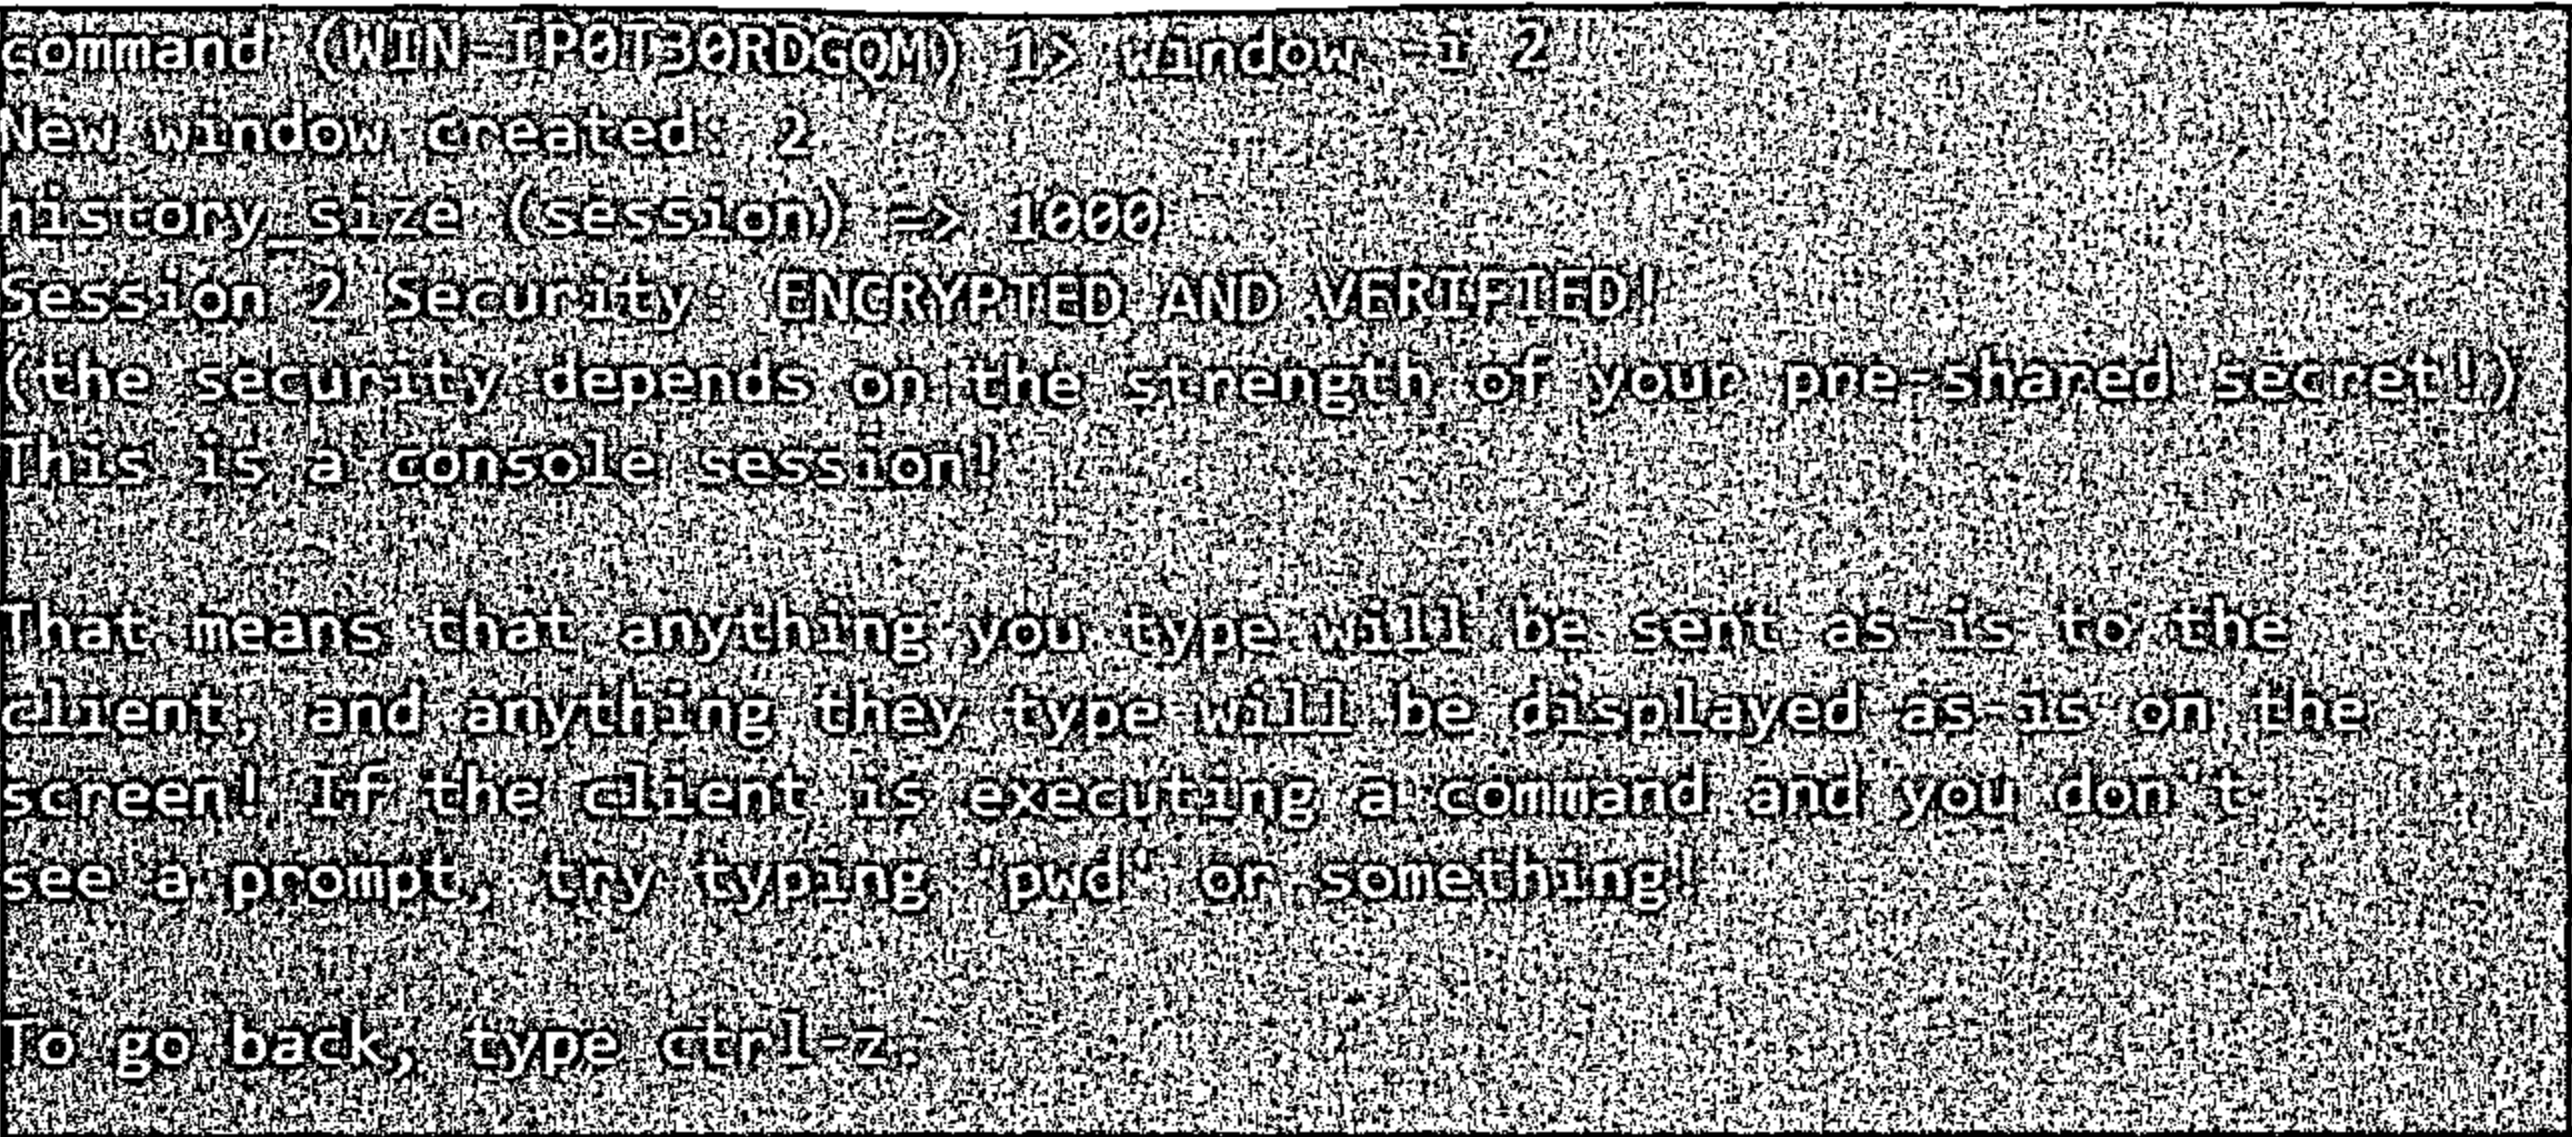 command (WIN-IP0T30RDGQM) 1> window -i 2
New window created: 2
history_size (session) => 1000
Session 2 Security: ENCRYPTED AND VERIFIED!
(the security depends on the strength of your pre-shared secret!)
This is a console session!
That means that anything you type will be sent as-is to the
client, and anything they type will be displayed as-is on the
screen! If the client is executing a command and you don't
see a prompt, try typing 'pwd' or something!
To go back, type ctrl-z.